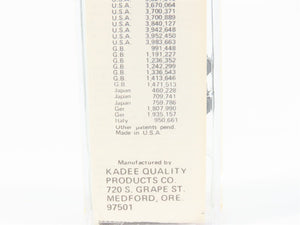 U.S.A. 3,670,064
U.S.A. 3,700,371
U.S.A. 3,700,889
U.S.A. 3,840,127
U.S.A. 3,942,648
U.S.A. 3,952,450
U.S.A. 3,983,663
G.B. 991,448
G.B. 1,191,237
G.B. 1,236,352
G.B. 1,242,296
G.B. 1,336,543
G.B. 1,413,646
G.B. 1,471,513
Japan 460,228
Japan 709,741
Japan 759,786
Ger 1,807,990
Ger 1,935,157
Italy 950,661
Other patents pend.
Made in U.S.A.
Manufactured by
KADEE QUALITY
PRODUCTS CO.
720 S. GRAPE ST.
MEDFORD, ORE.
97501